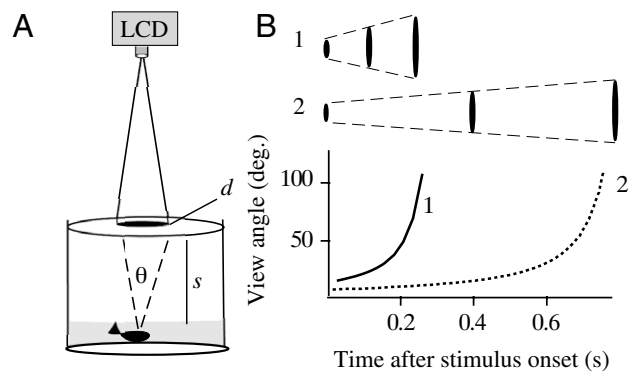 A
LCD
d
θ
s
B
1
2
View angle (deg.)
100
50
1
2
0.2 0.4 0.6
Time after stimulus onset (s)